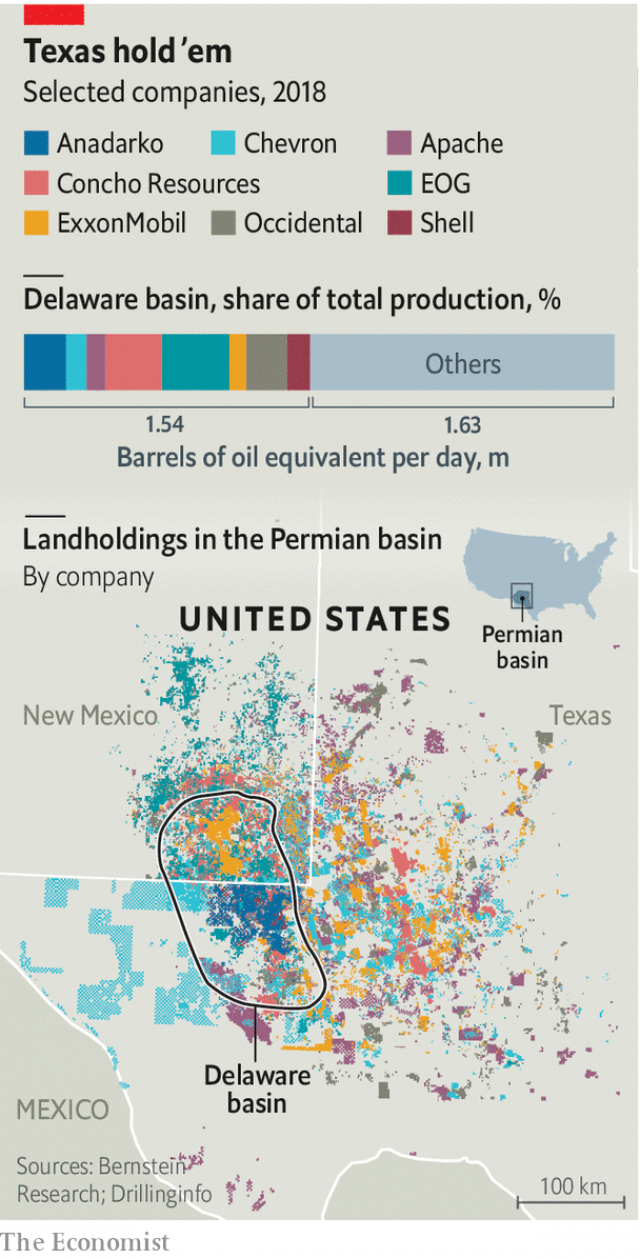 Texas hold ’em
Selected companies, 2018
Anadarko Chevron Apache
Concho Resources EOG
ExxonMobil Occidental Shell
Delaware basin, share of total production, %
Others
1.54 1.63
Barrels of oil equivalent per day, m
Landholdings in the Permian basin
By company
UNITED STATES
Permian
basin
New Mexico Texas
Delaware
basin
MEXICO
Sources: Bernstein
Research; Drillinginfo
100 km
The Economist